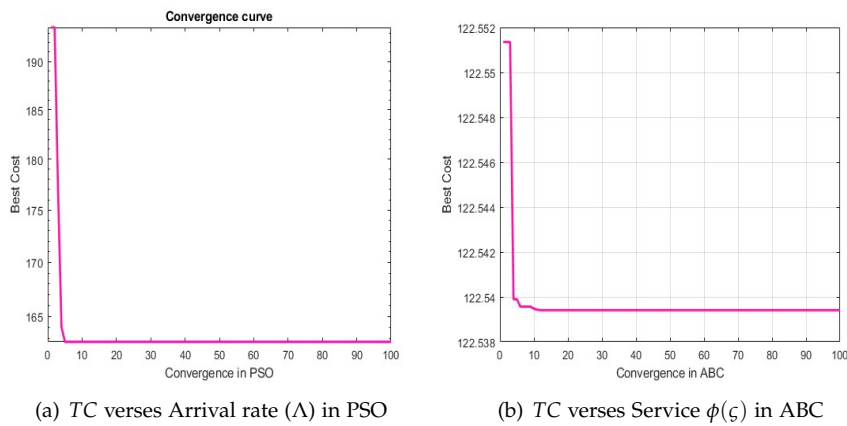 Convergence curve
Best Cost
190
185
180
175
170
165
0 10 20 30 40 50 60 70 80 90 100
Convergence in PSO
(a) TC verses Arrival rate (Λ) in PSO
Best Cost
122.552
122.55
122.548
122.546
122.544
122.542
122.54
122.538
0 10 20 30 40 50 60 70 80 90 100
Convergence in ABC
(b) TC verses Service ϕ(ς) in ABC